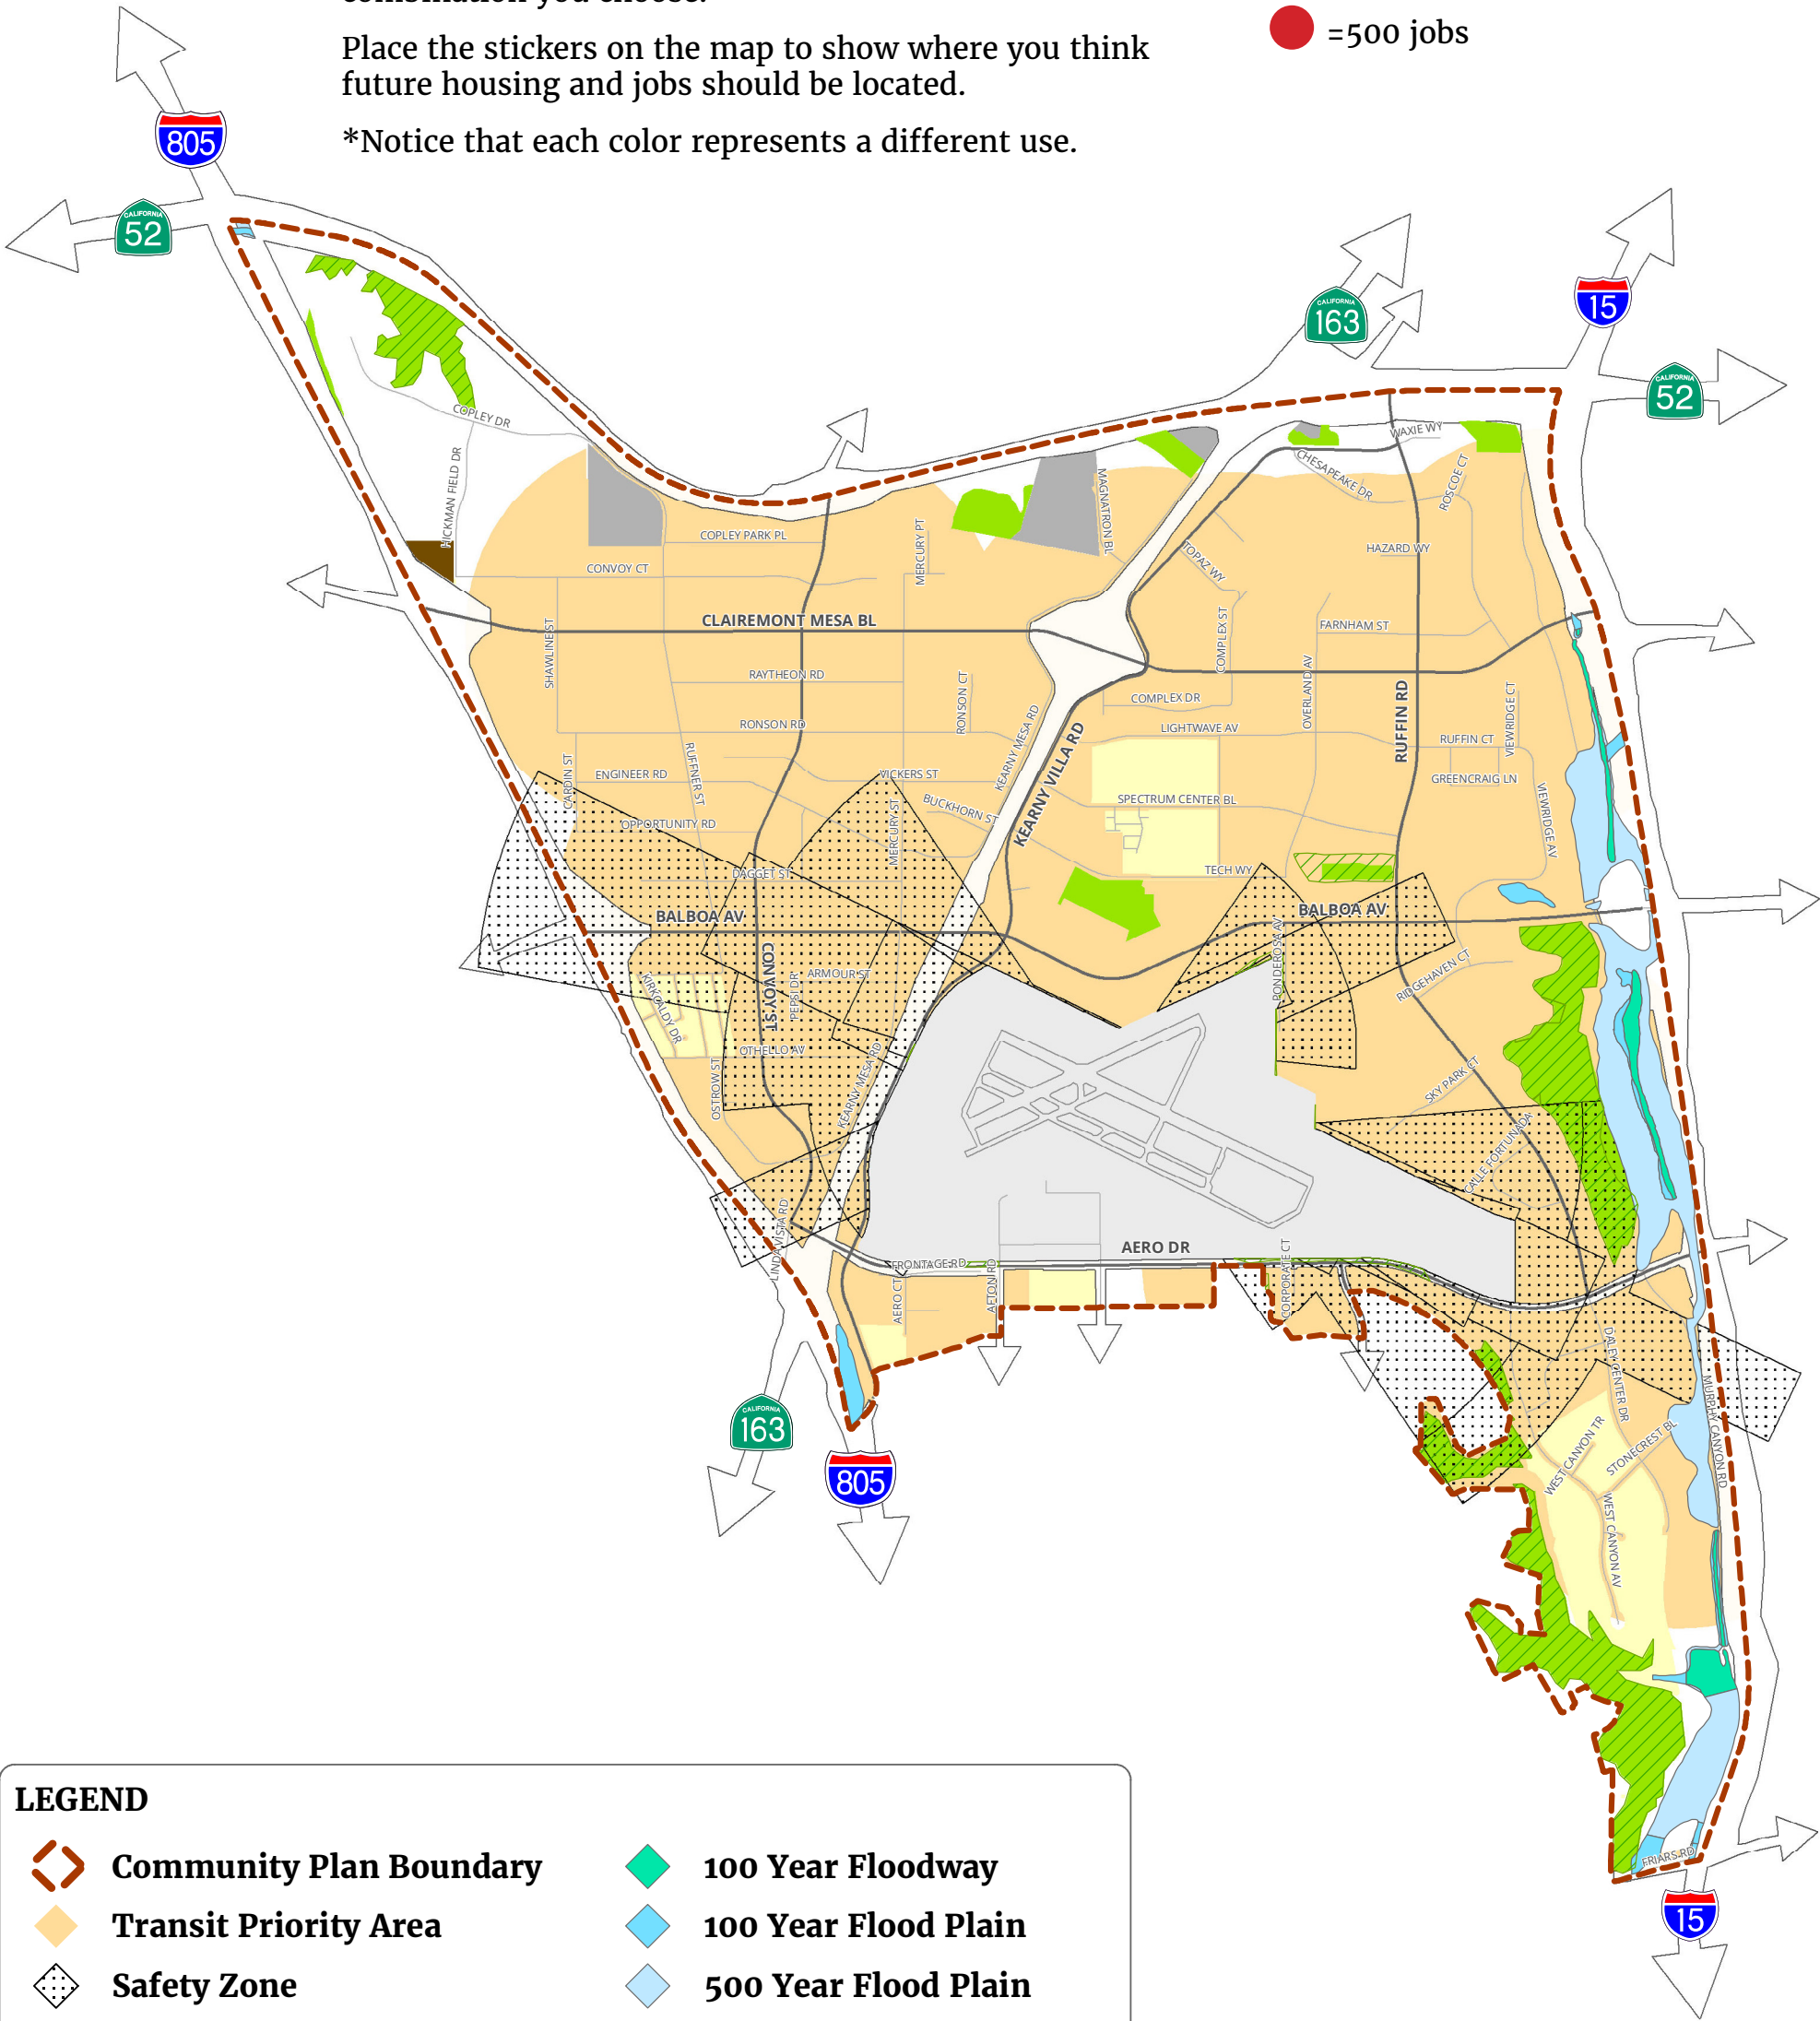 Place the stickers on the map to show where you think
future housing and jobs should be located.
*Notice that each color represents a different use.
=500 jobs
805
CALIFORNIA
52
CALIFORNIA
163
15
CALIFORNIA
52
COPLEY DR
HICKMAN FIELD DR
WAXIE WY
CHESAPEAKE DR
ROSCOE CT
MAGNATRON BL
COPLEY PARK PL
MERCURY PT
CONVOY CT
TOPAZ WY
HAZARD WY
CLAIREMONT MESA BL
SHAWLINE ST
COMPLEX ST
FARNHAM ST
RAYTHEON RD
RONSON CT
OVERLAND AV
RUFFIN RD
VIEWRIDGE CT
COMPLEX DR
RONSON RD
KEARNY MESA RD
LIGHTWAVE AV
RUFFIN CT
CARDIN ST
ENGINEER RD
RUFFNER ST
VICKERS ST
KEARNY VILLA RD
GREENCRAIG LN
BUCKHORN ST
SPECTRUM CENTER BL
VIEWRIDGE AV
OPPORTUNITY RD
MERCURY ST
DAGGET ST
TECH WY
BALBOA AV
BALBOA AV
PONDEROSA AV
CONVOY ST
PEPSI DR
ARMOUR ST
RIDGEHAVEN CT
KIRKCALDY DR
OTHELLO AV
OSTROW ST
KEARNY MESA RD
SKY PARK CT
CALLE FORTUNADA
LINDA VISTA RD
AERO DR
FRONTAGE RD
AERO CT
AFTON RD
CORPORATE CT
DALEY CENTER DR
MURPHY CANYON RD
WEST CANYON TR
STONECREST BL
WEST CANYON AV
CALIFORNIA
163
805
FRIARS RD
15
LEGEND
Community Plan Boundary
Transit Priority Area
Safety Zone
100 Year Floodway
100 Year Flood Plain
500 Year Flood Plain